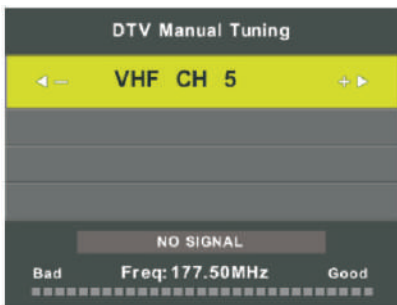 DTV Manual Tuning
VHF CH 5
NO SIGNAL
Bad Freq:177.50MHz Good